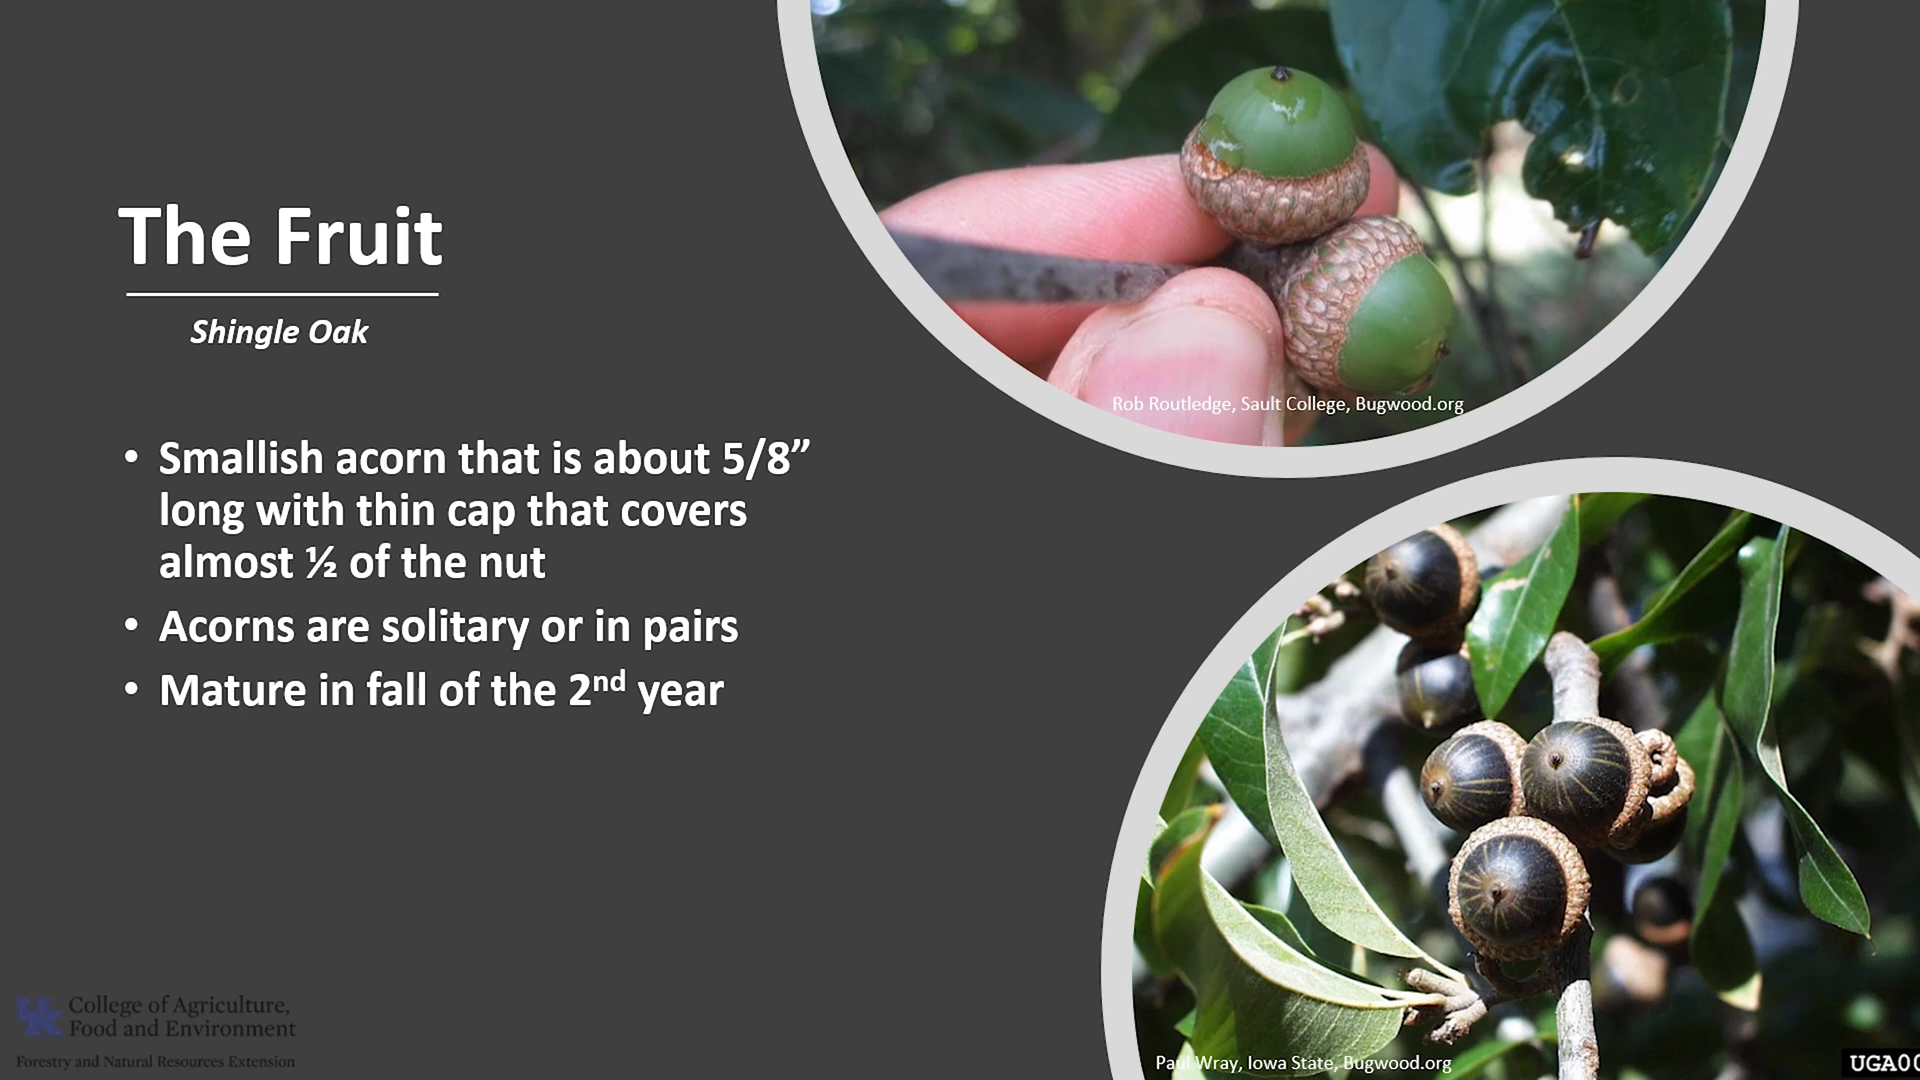 The Fruit
Shingle Oak
• Smallish acorn that is about 5/8”
long with thin cap that covers
almost ½ of the nut
• Acorns are solitary or in pairs
• Mature in fall of the 2nd year
Rob Routledge, Sault College, Bugwood.org
Paul Wray, Iowa State, Bugwood.org
UGA00
UK
College of Agriculture,
Food and Environment
Forestry and Natural Resources Extension